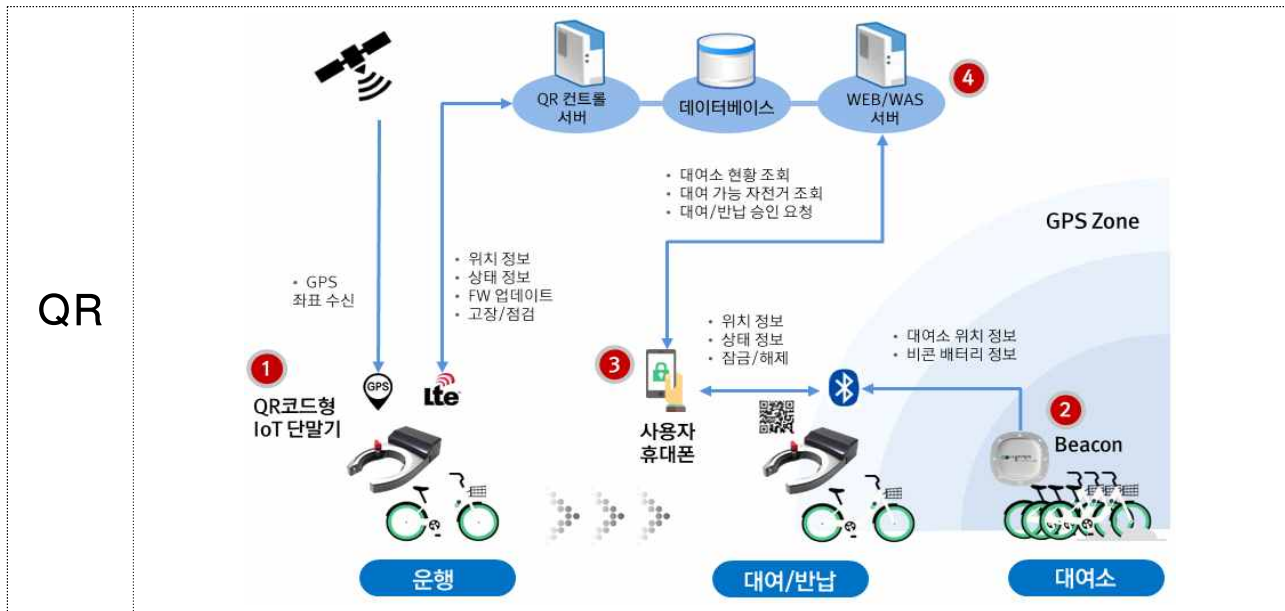 QR
QR 컨트롤
서버
데이터베이스
WEB/WAS
서버
4
• 대여소 현황 조회
• 대여 가능 자전거 조회
• 대여/반납 승인 요청
GPS Zone
• GPS
좌표 수신
• 위치 정보
• 상태 정보
• FW 업데이트
• 고장/점검
• 위치 정보
• 상태 정보
• 잠금/해제
• 대여소 위치 정보
• 비콘 배터리 정보
1
QR코드형
IoT 단말기
GPS
Lte
3
사용자
휴대폰
2
Beacon
운행
대여/반납
대여소